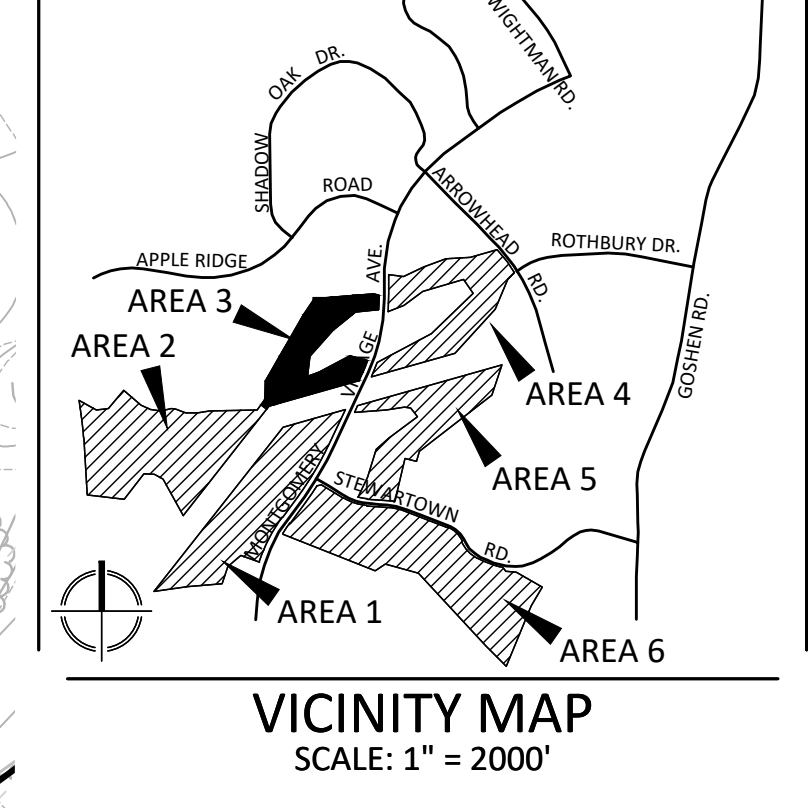 WIGHTMAN RD.
OAK DR.
SHADOW
ROAD
ARROWHEAD
RD.
ROTHBURY DR.
APPLE RIDGE
AVE.
AREA 3
GOSHEN RD.
AREA 2
AREA 4
AREA 5
MONTGOMERY
STEWARTOWN
RD.
AREA 1
AREA 6
VICINITY MAP
SCALE: 1" = 2000'